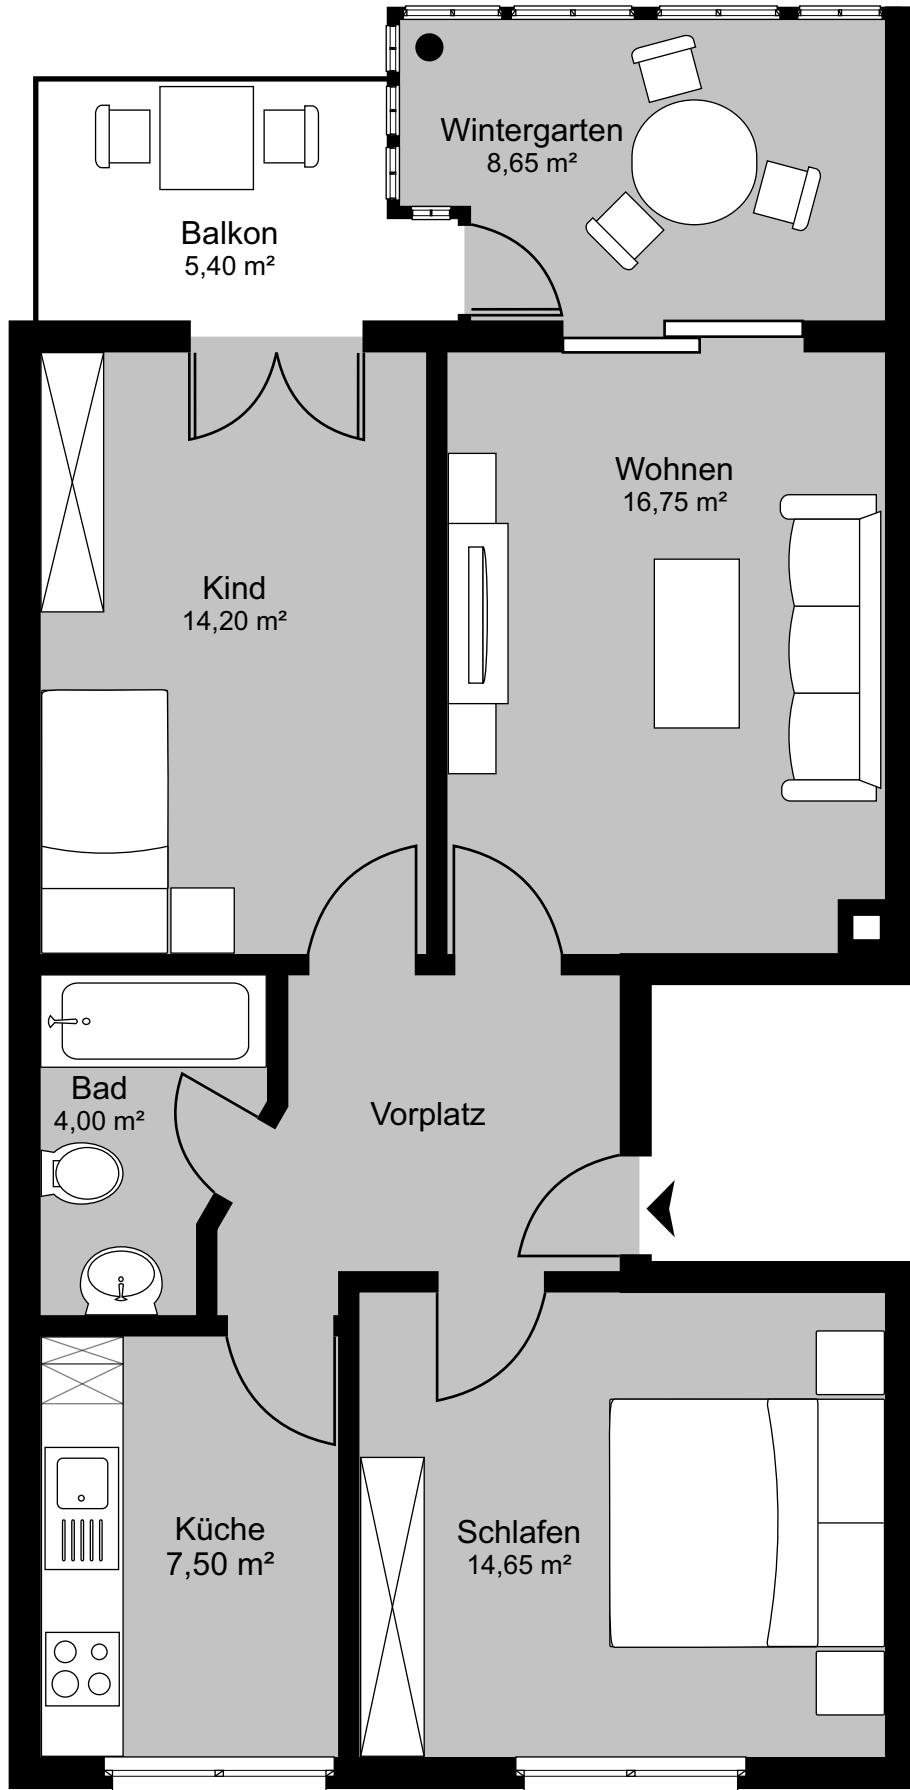 Wintergarten
8,65 m²
Balkon
5,40 m²
Wohnen
16,75 m²
Kind
14,20 m²
Bad
4,00 m²
Vorplatz
Küche
7,50 m²
Schlafen
14,65 m²